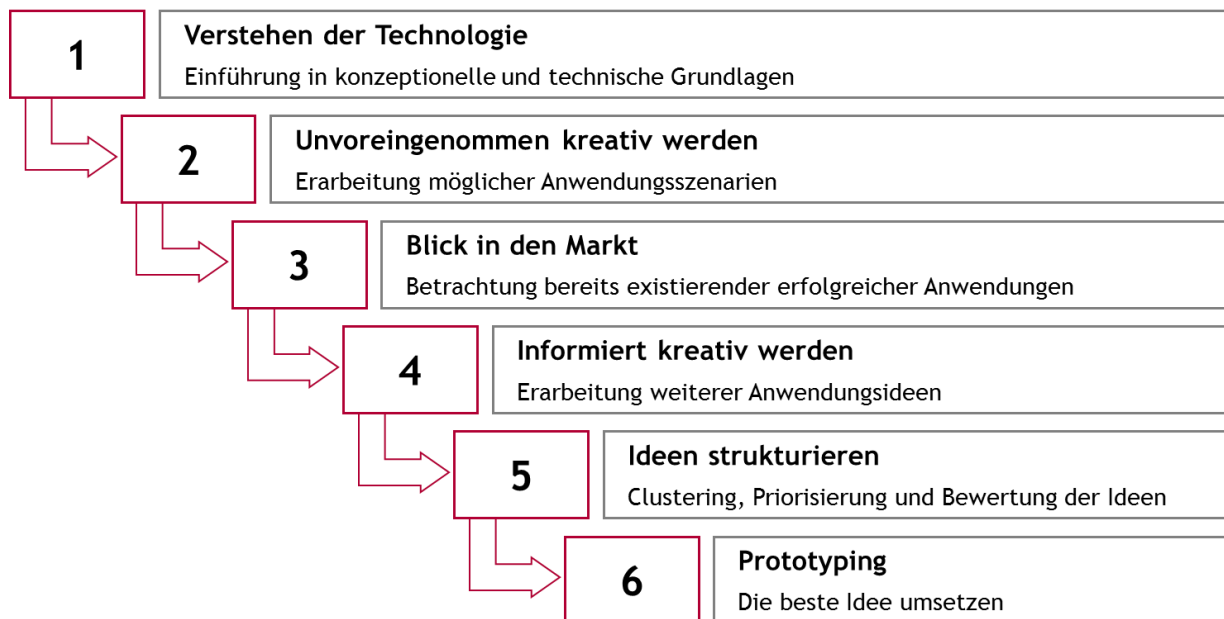 1
Verstehen der Technologie
Einführung in konzeptionelle und technische Grundlagen
2
Unvoreingenommen kreativ werden
Erarbeitung möglicher Anwendungsszenarien
3
Blick in den Markt
Betrachtung bereits existierender erfolgreicher Anwendungen
4
Informiert kreativ werden
Erarbeitung weiterer Anwendungsideen
5
Ideen strukturieren
Clustering, Priorisierung und Bewertung der Ideen
6
Prototyping
Die beste Idee umsetzen